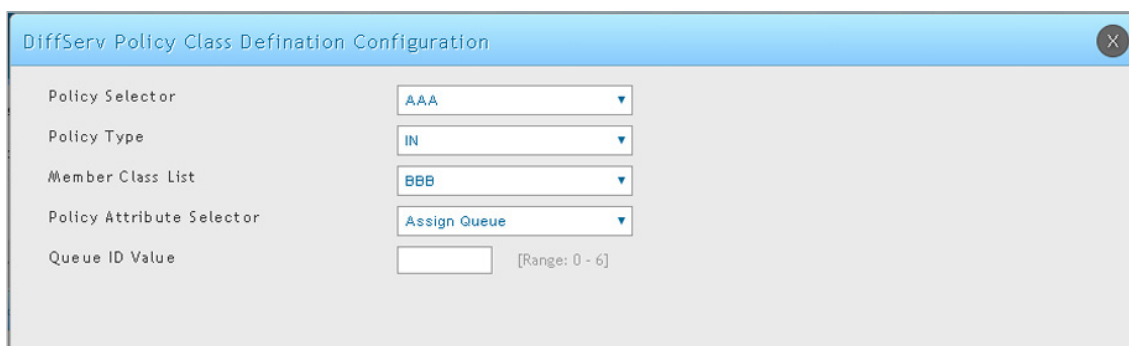 DiffServ Policy Class Defination Configuration
X
Policy Selector AAA
Policy Type IN
Member Class List BBB
Policy Attribute Selector Assign Queue
Queue ID Value [Range: 0 - 6]